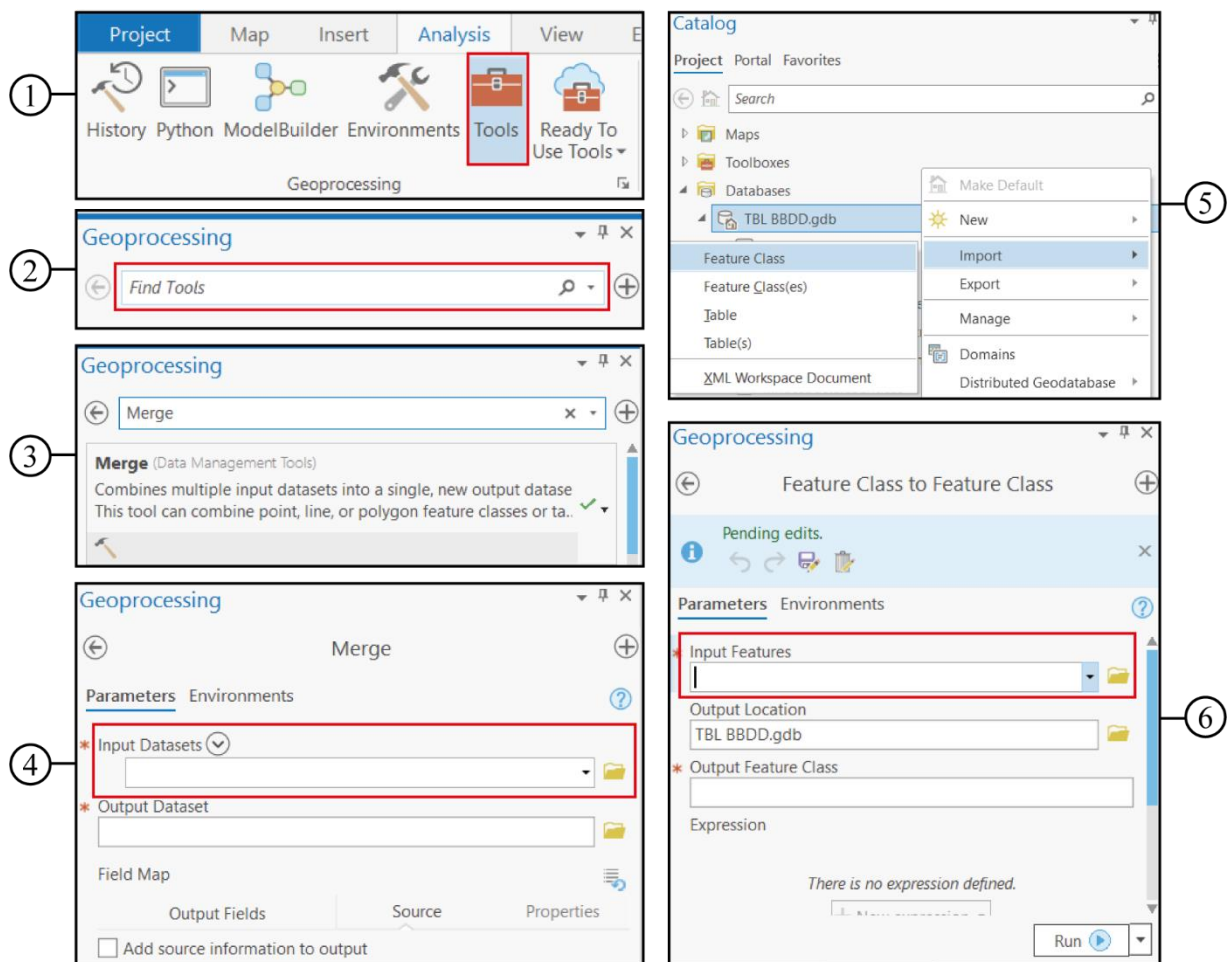 Project Map Insert Analysis View E
1
History Python ModelBuilder Environments Tools Ready To
Use Tools
Geoprocessing
2
Geoprocessing
Find Tools
3
Geoprocessing
Merge
Merge (Data Management Tools)
Combines multiple input datasets into a single, new output datase
This tool can combine point, line, or polygon feature classes or ta..
4
Geoprocessing
Merge
Parameters Environments
?
* Input Datasets
* Output Dataset
Field Map
Output Fields Source Properties
Add source information to output
5
Catalog
Project Portal Favorites
Search
Maps
Toolboxes
Databases
TBL BBDD.gdb
Make Default
New
Import
Export
Manage
Domains
Distributed Geodatabase
Feature Class
Feature Class(es)
Table
Table(s)
XML Workspace Document
6
Geoprocessing
Feature Class to Feature Class
Pending edits.
Parameters Environments
?
* Input Features
Output Location
TBL BBDD.gdb
* Output Feature Class
Expression
There is no expression defined.
New expression
Run